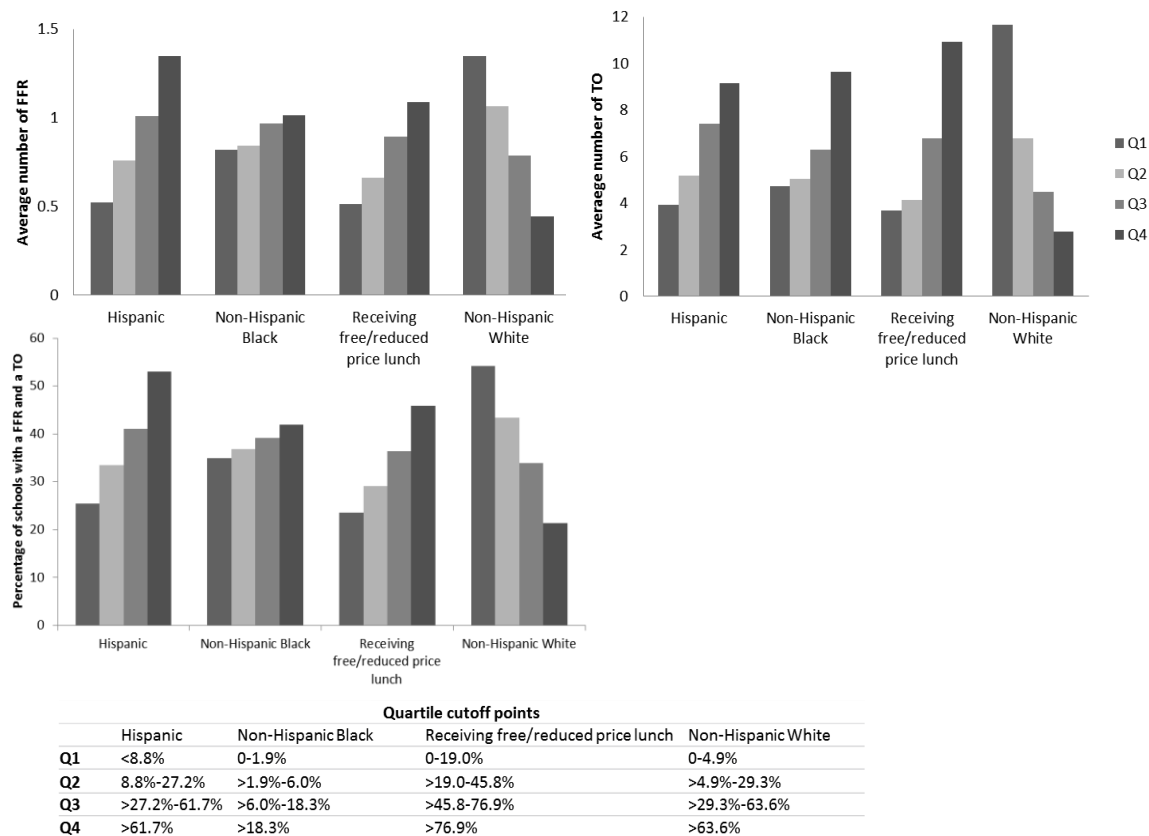 Average number of FFR
1.5
1
0.5
0
Hispanic
Non-Hispanic
Black
Receiving
free/reduced
price lunch
Non-Hispanic
White
Averaege number of TO
12
10
8
6
4
2
0
Hispanic
Non-Hispanic
Black
Receiving
free/reduced
price lunch
Non-Hispanic
White
Q1
Q2
Q3
Q4
Percentage of schools with a FFR and a TO
60
50
40
30
20
10
0
Hispanic
Non-Hispanic Black
Receiving
free/reduced price
lunch
Non-Hispanic White
Quartile cutoff points
Hispanic Non-Hispanic Black Receiving free/reduced price lunch Non-Hispanic White
Q1 <8.8% 0-1.9% 0-19.0% 0-4.9%
Q2 8.8%-27.2% >1.9%-6.0% >19.0-45.8% >4.9%-29.3%
Q3 >27.2%-61.7% >6.0%-18.3% >45.8-76.9% >29.3%-63.6%
Q4 >61.7% >18.3% >76.9% >63.6%